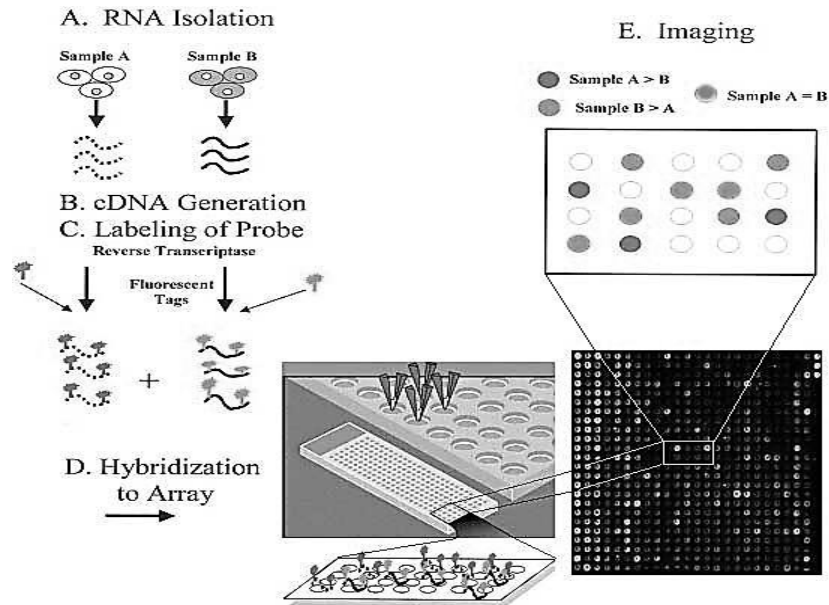 A. RNA Isolation
Sample A
Sample B
B. cDNA Generation
C. Labeling of Probe
Reverse Transcriptase
Fluorescent
Tags
+
D. Hybridization
to Array
E. Imaging
Sample A > B
Sample B > A
Sample A = B